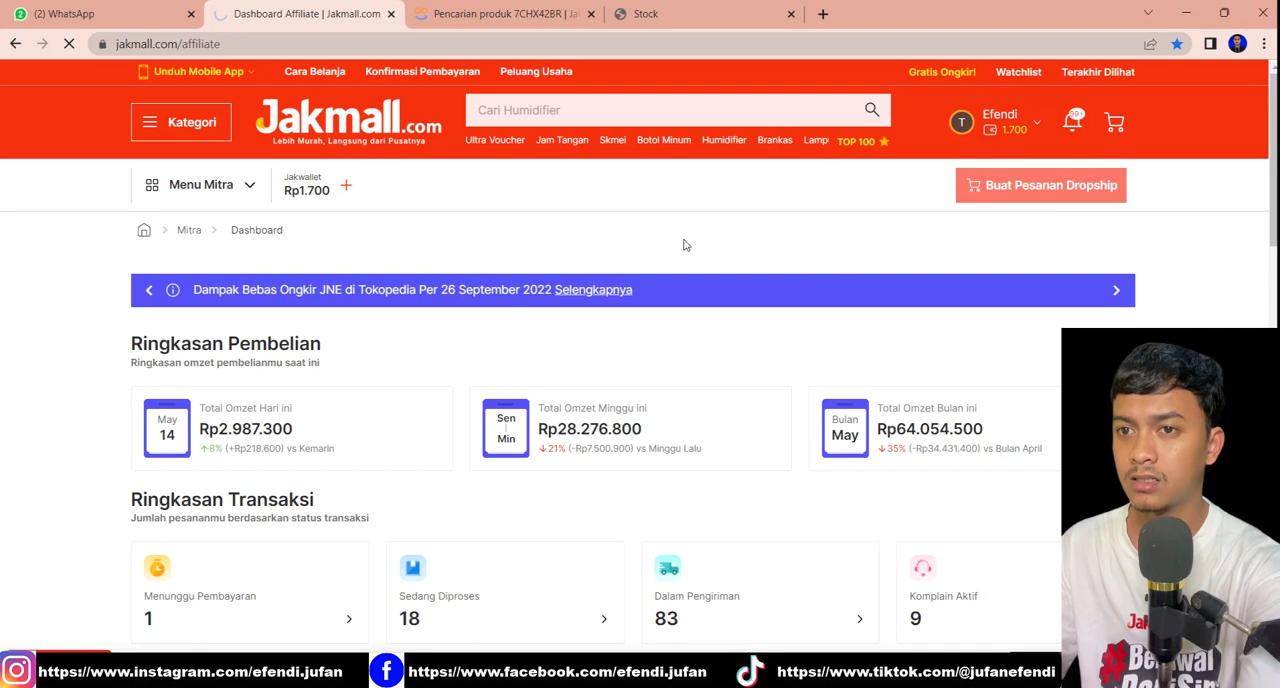 (2) WhatsApp
Dashboard Affiliate | Jakmall.com
Pencarian produk 7CHX42BR | Ja
Stock
jakmall.com/affiliate
Unduh Mobile App
Cara Belanja
Konfirmasi Pembayaran
Peluang Usaha
Gratis Ongkir!
Watchlist
Terakhir Dilihat
Kategori
Jakmall.com
Lebih Murah, Langsung dari Pusatnya
Cari Humidifier
Ultra Voucher Jam Tangan Skmei Botol Minum Humidifier Brankas Lamp TOP 100
T
Efendi
1.700
99+
Menu Mitra
Jakwallet
Rp1.700 +
Buat Pesanan Dropship
Mitra > Dashboard
Dampak Bebas Ongkir JNE di Tokopedia Per 26 September 2022 Selengkapnya
Ringkasan Pembelian
Ringkasan omzet pembelianmu saat ini
May
14
Total Omzet Hari ini
Rp2.987.300
↑8% (+Rp218.600) vs Kemarin
Sen
Min
Total Omzet Minggu ini
Rp28.276.800
↓21% (-Rp7.500.900) vs Minggu Lalu
Bulan
May
Total Omzet Bulan ini
Rp64.054.500
↓35% (-Rp34.431.400) vs Bulan April
Ringkasan Transaksi
Jumlah pesananmu berdasarkan status transaksi
Menunggu Pembayaran
1
Sedang Diproses
18
Dalam Pengiriman
83
Komplain Aktif
9
https://www.instagram.com/efendi.jufan
https://www.facebook.com/efendi.jufan
https://www.tiktok.com/@jufanefendi